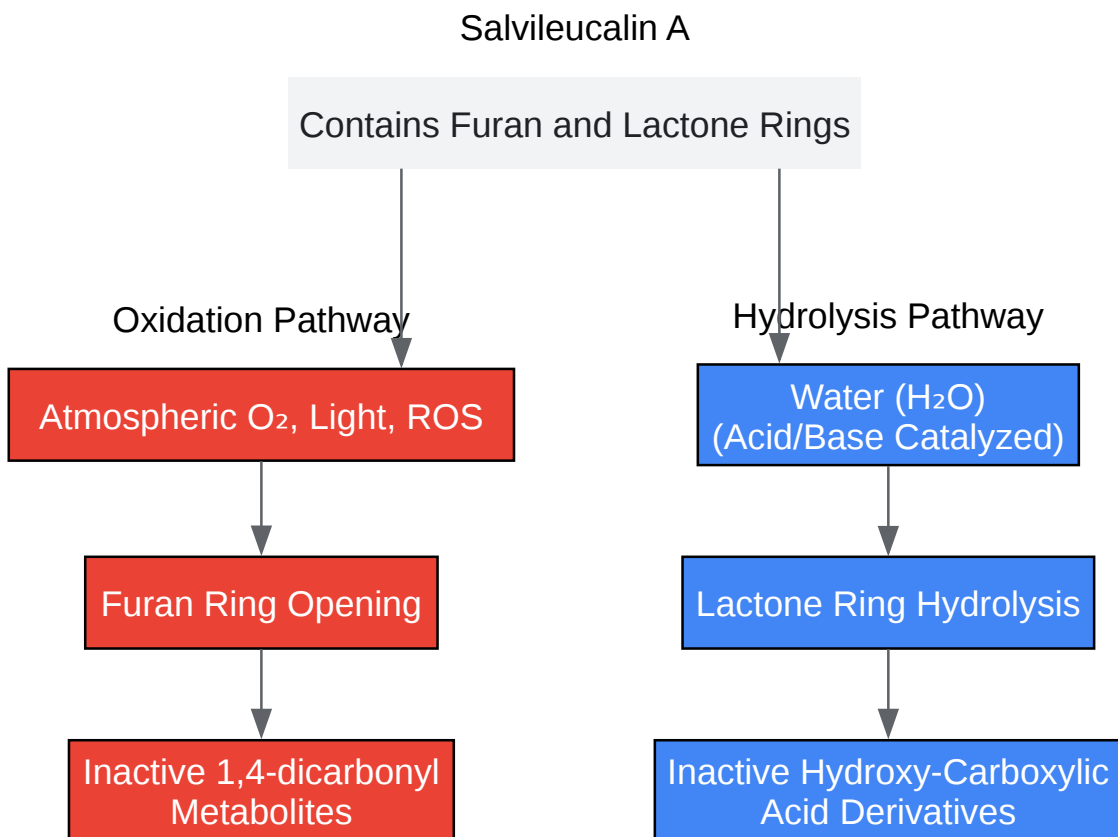 Salvileucalin A
Contains Furan and Lactone Rings
Oxidation Pathway
Atmospheric O₂, Light, ROS
Furan Ring Opening
Inactive 1,4-dicarbonyl
Metabolites
Hydrolysis Pathway
Water (H₂O)
(Acid/Base Catalyzed)
Lactone Ring Hydrolysis
Inactive Hydroxy-Carboxylic
Acid Derivatives